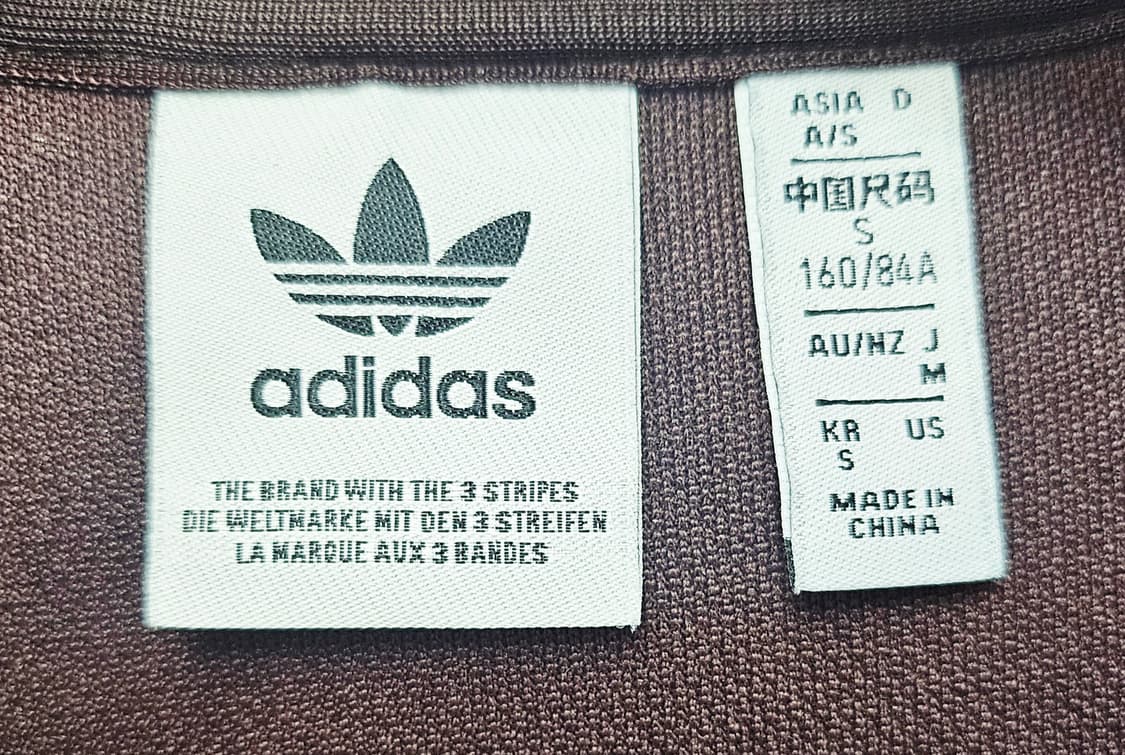 adidas
THE BRAND WITH THE 3 STRIPES
DIE WELTMARKE MIT DEN 3 STREIFEN
LA MARQUE AUX 3 BANDES
ASIA D
A/S
中国尺码
S
160/84A
AU/NZ J
M
KR US
S
MADE IN
CHINA